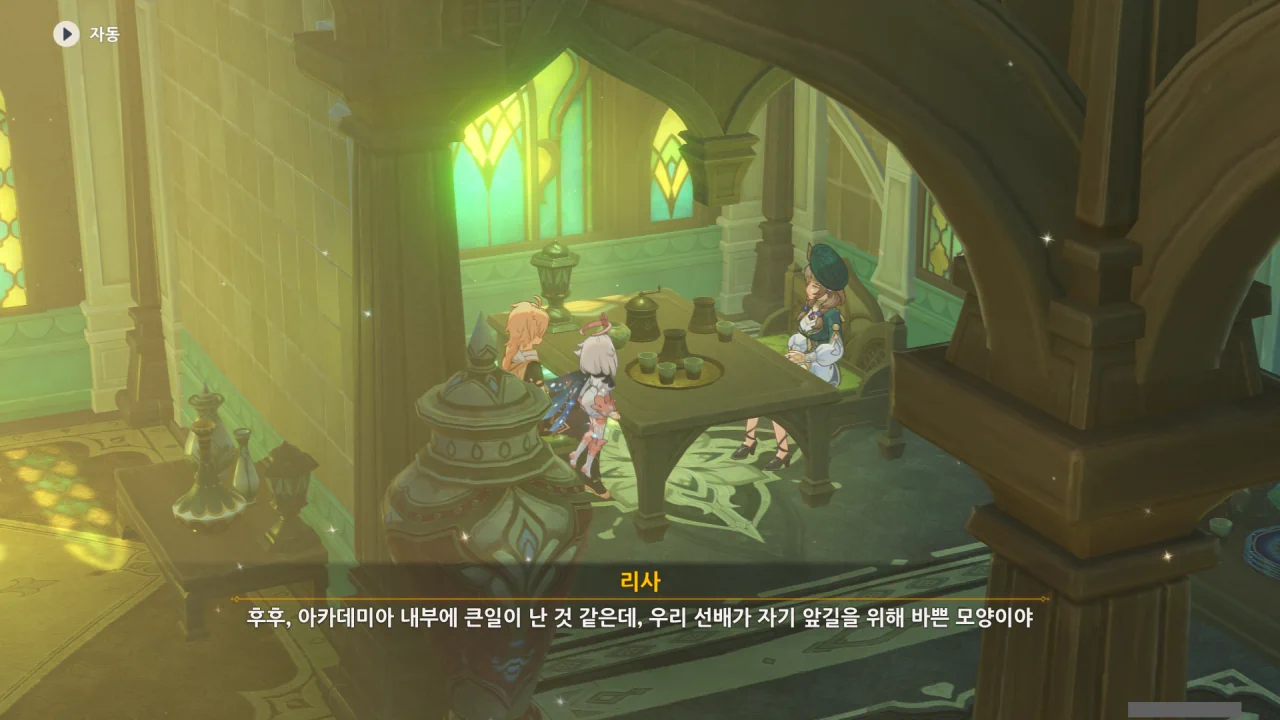 자동
리사
후후, 아카데미아 내부에 큰일이 난 것 같은데, 우리 선배가 자기 앞길을 위해 바쁜 모양이야